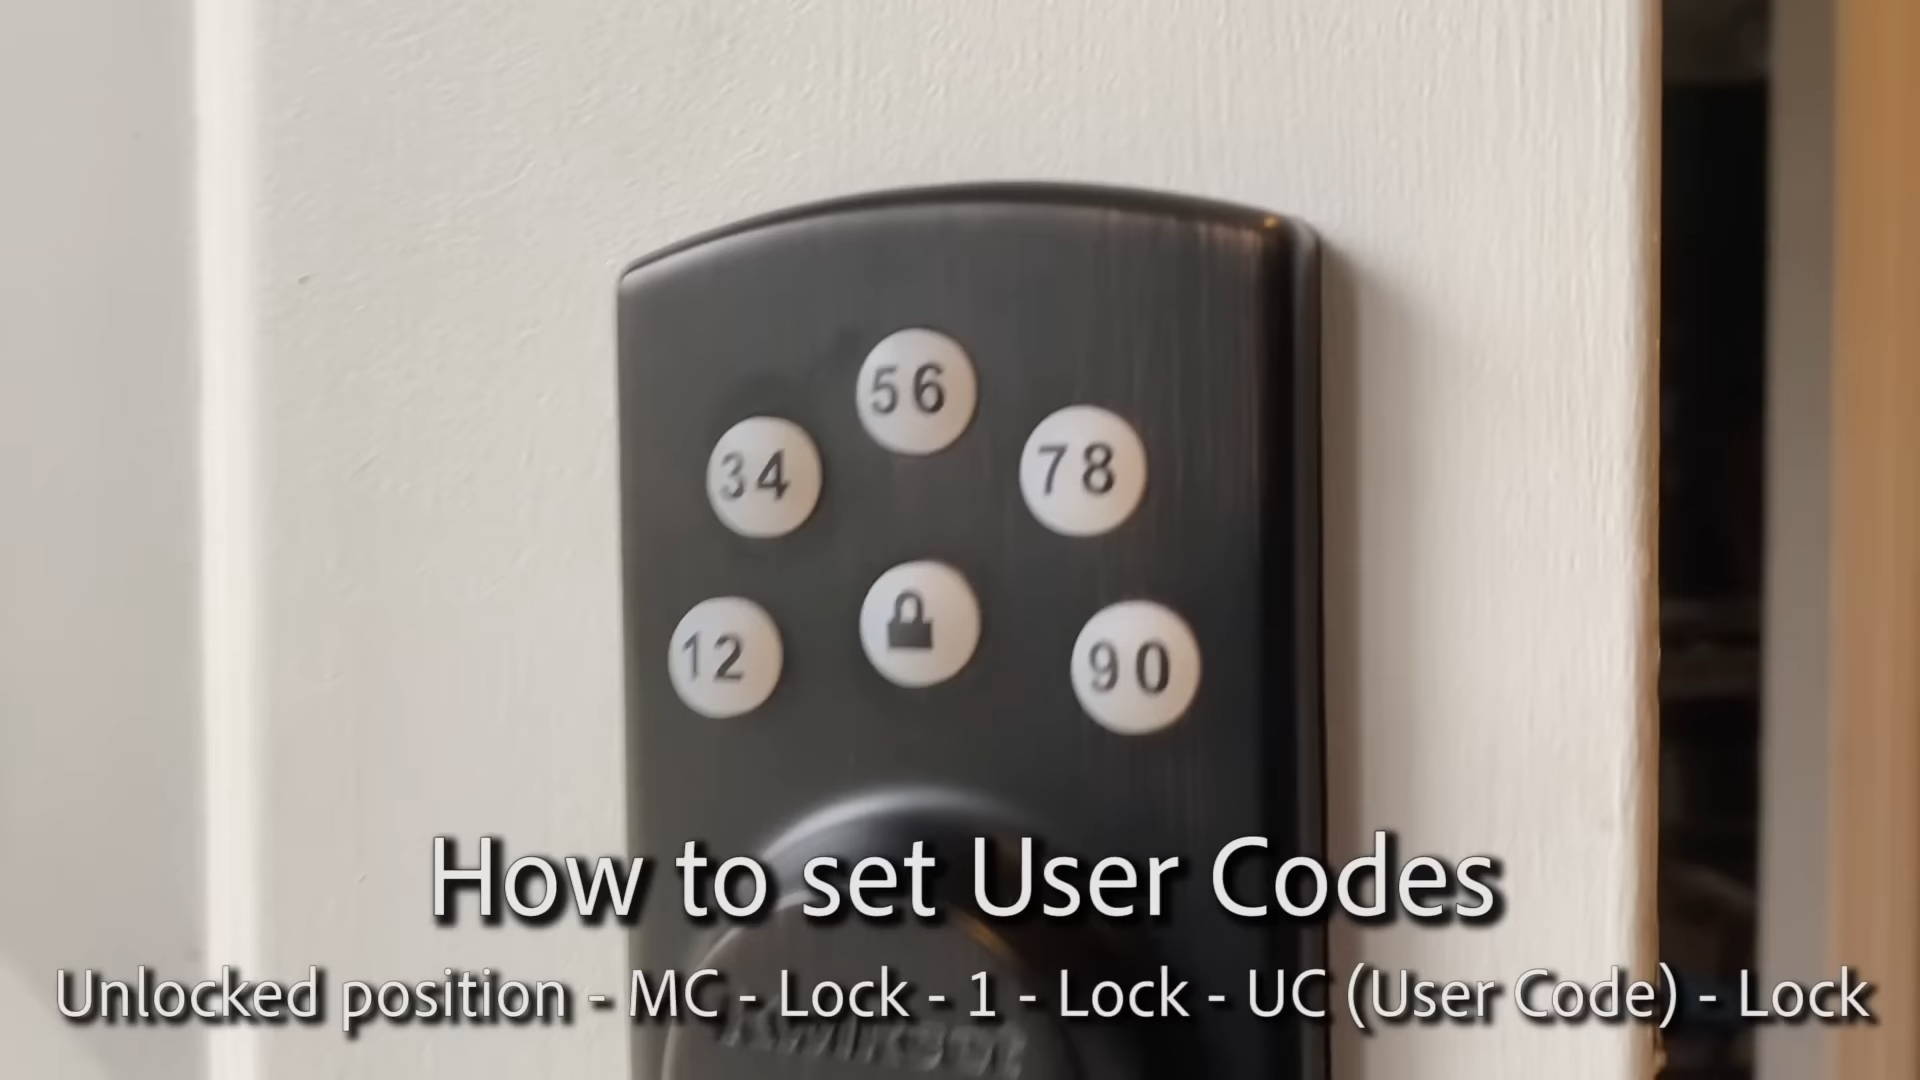 56
34
78
12
90
How to set User Codes
Unlocked position - MC - Lock - 1 - Lock - UC (User Code) - Lock
Kwikset